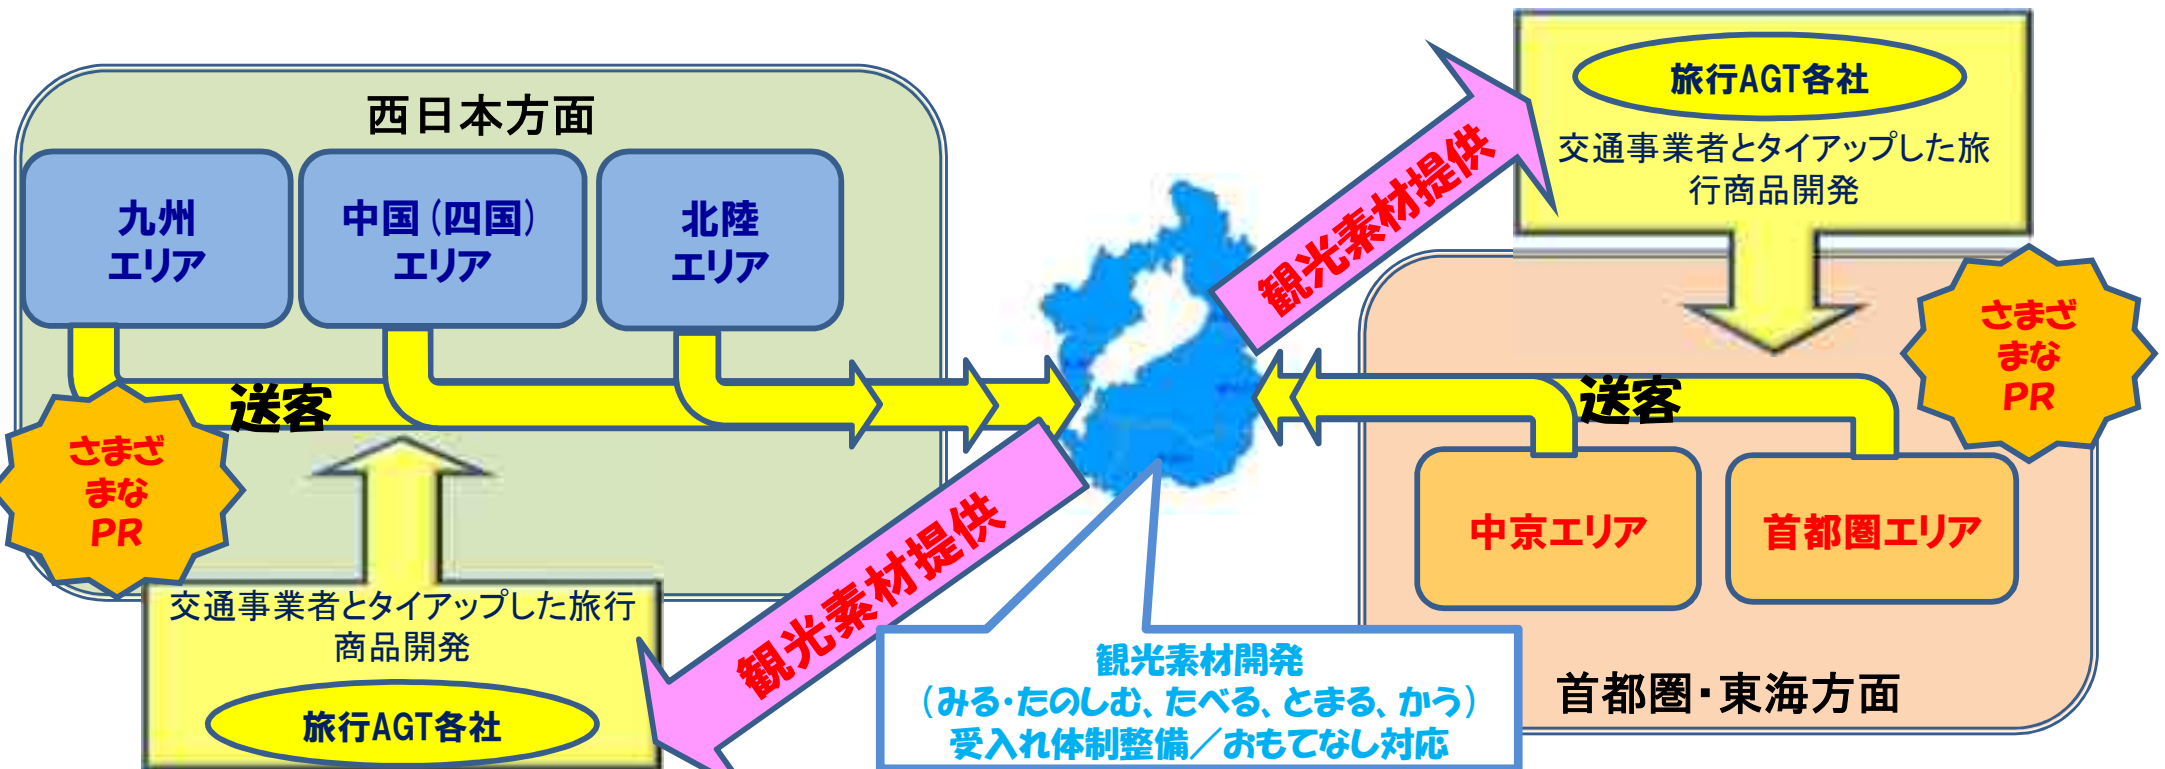 西日本方面
九州
エリア
中国(四国)
エリア
北陸
エリア
送客
さまざ
まな
PR
交通事業者とタイアップした旅行
商品開発
旅行AGT各社
観光素材提供
観光素材提供
旅行AGT各社
交通事業者とタイアップした旅
行商品開発
さまざ
まな
PR
送客
中京エリア
首都圏エリア
首都圏・東海方面
観光素材開発
(みる・たのしむ、たべる、とまる、かう)
受入れ体制整備/おもてなし対応